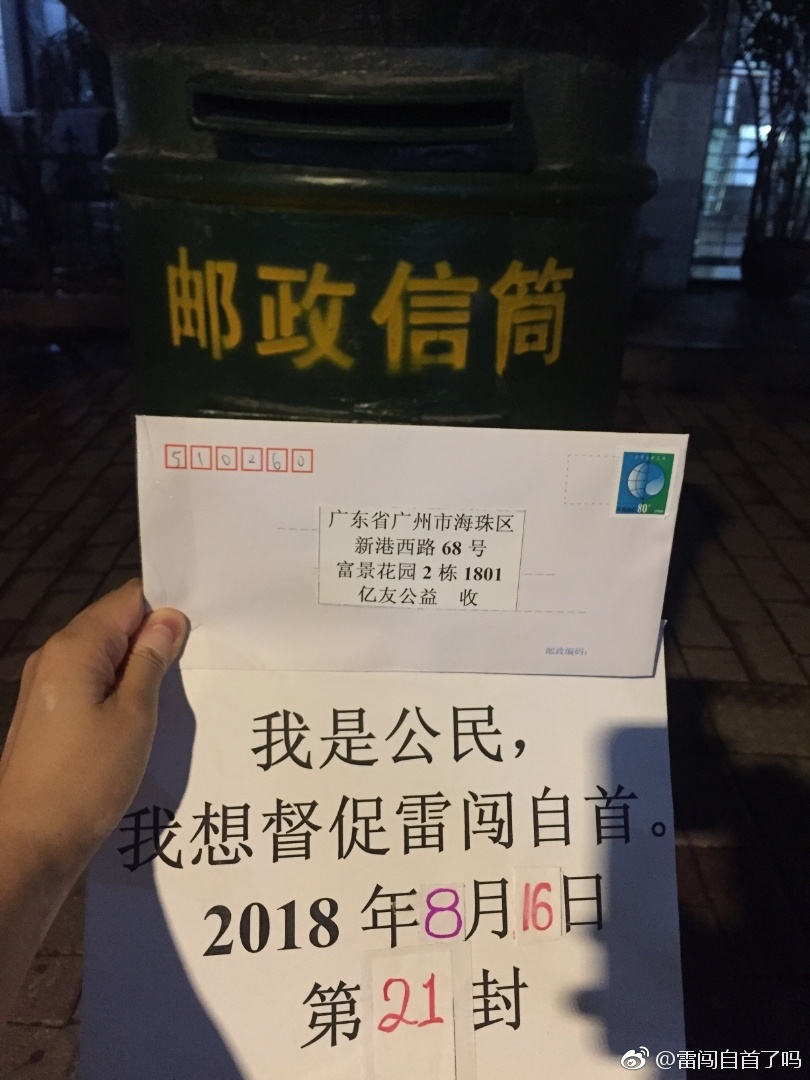 邮政信筒
510260
80
广东省广州市海珠区
新港西路 68 号
富景花园 2 栋 1801
亿友公益 收
邮政编码:
我是公民，
我想督促雷闯自首。
2018 年8月16日
第21封
@雷闯自首了吗